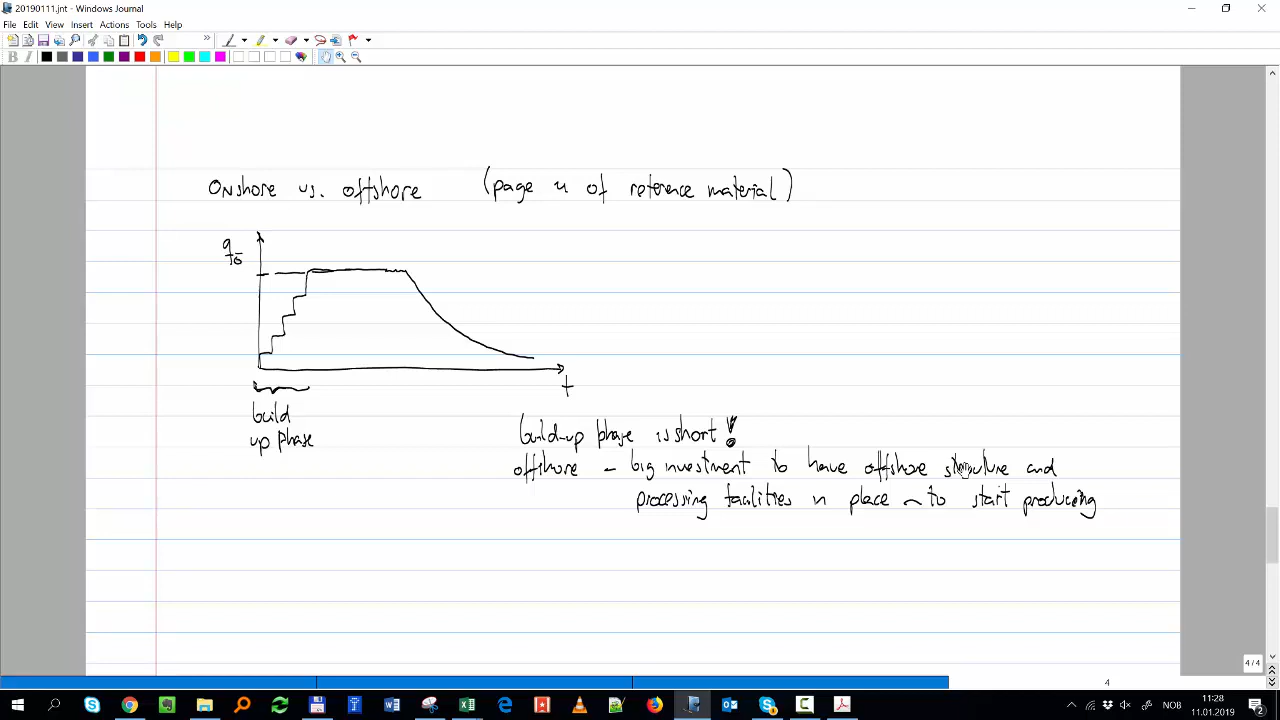 20190111.jnt - Windows Journal
File Edit View Insert Actions Tools Help
B I
Onshore vs. offshore (page 4 of reference material)
qo
t
build
up phase
build-up phase is short!
offshore - big investment to have offshore structure and
processing facilities in place to start producing
4/4
4
11:28
NOB
11.01.2019
2